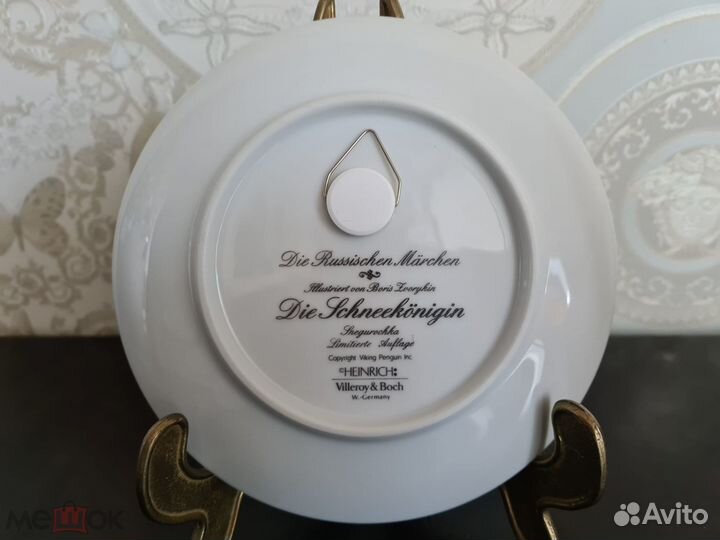 Die Russischen Märchen
Illustriert von Boris Zvorykin
Die Schneekönigin
Snegurochka
Limitierte Auflage
Copyright Viking Penguin Inc
©HEINRICH:
Villeroy & Boch
W.-Germany
мешок
Avito